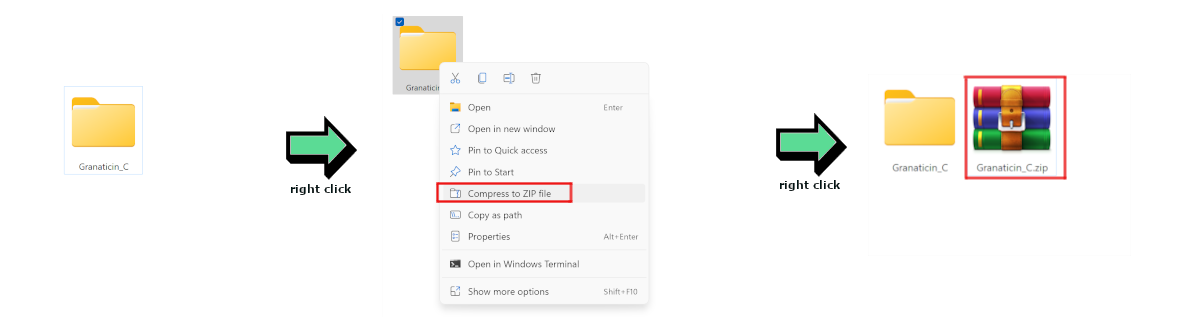 Granaticin_C
right click
Granaticin
Open Enter
Open in new window
Pin to Quick access
Pin to Start
Compress to ZIP file
Copy as path
Properties Alt+Enter
Open in Windows Terminal
Show more options Shift+F10
right click
Granaticin_C
Granaticin_C.zip